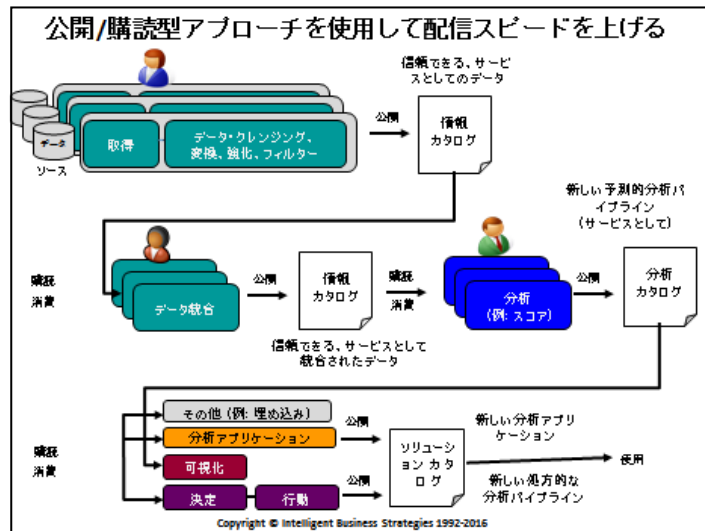 公開/購読型アプローチを使用して配信スピードを上げる
信頼できる、サービ
スとしてのデータ
データ
ソース
取得
データ・クレンジング、
変換、強化、フィルター
公開
情報
カタログ
新しい予測的分析パ
イプライン
(サービスとして)
購読
消費
データ統合
公開
情報
カタログ
購読
消費
分析
(例: スコア)
公開
分析
カタログ
信頼できる、サービスとして
統合されたデータ
購読
消費
その他 (例: 埋め込み)
分析アプリケーション
可視化
決定
行動
公開
公開
ソリューシ
ョン カタ
ログ
新しい分析アプリ
ケーション
新しい処方的な
分析パイプライン
使用
Copyright © Intelligent Business Strategies 1992-2016